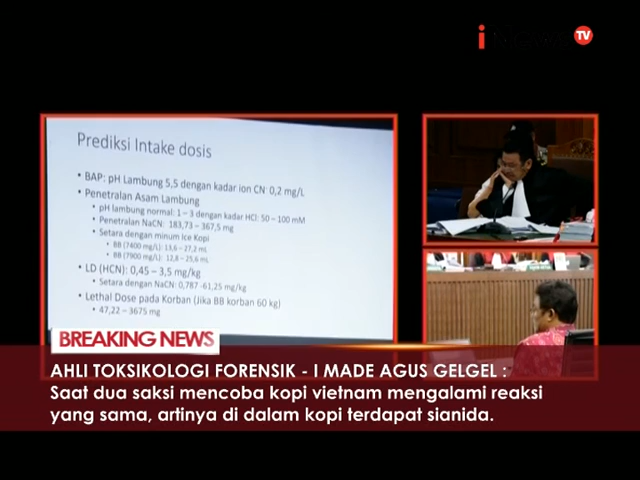 iNews TV
Prediksi Intake dosis
• BAP: pH Lambung 5,5 dengan kadar ion CN⁻ 0,2 mg/L
• Penetralan Asam Lambung
• pH lambung normal: 1 – 3 dengan kadar HCl: 50 – 100 mM
• Penetralan NaCN: 183,73 – 367,5 mg
• Setara dengan minum Ice Kopi
• BB (7400 mg/L): 13,6 – 27,2 mL
• BB (7900 mg/L): 12,8 – 25,6 mL
• LD (HCN): 0,45 – 3,5 mg/kg
• Setara dengan NaCN: 0,787 -61,25 mg/kg
• Lethal Dose pada Korban (Jika BB korban 60 kg)
• 47,22 – 3675 mg
BREAKING NEWS
AHLI TOKSIKOLOGI FORENSIK - I MADE AGUS GELGEL :
Saat dua saksi mencoba kopi vietnam mengalami reaksi
yang sama, artinya di dalam kopi terdapat sianida.